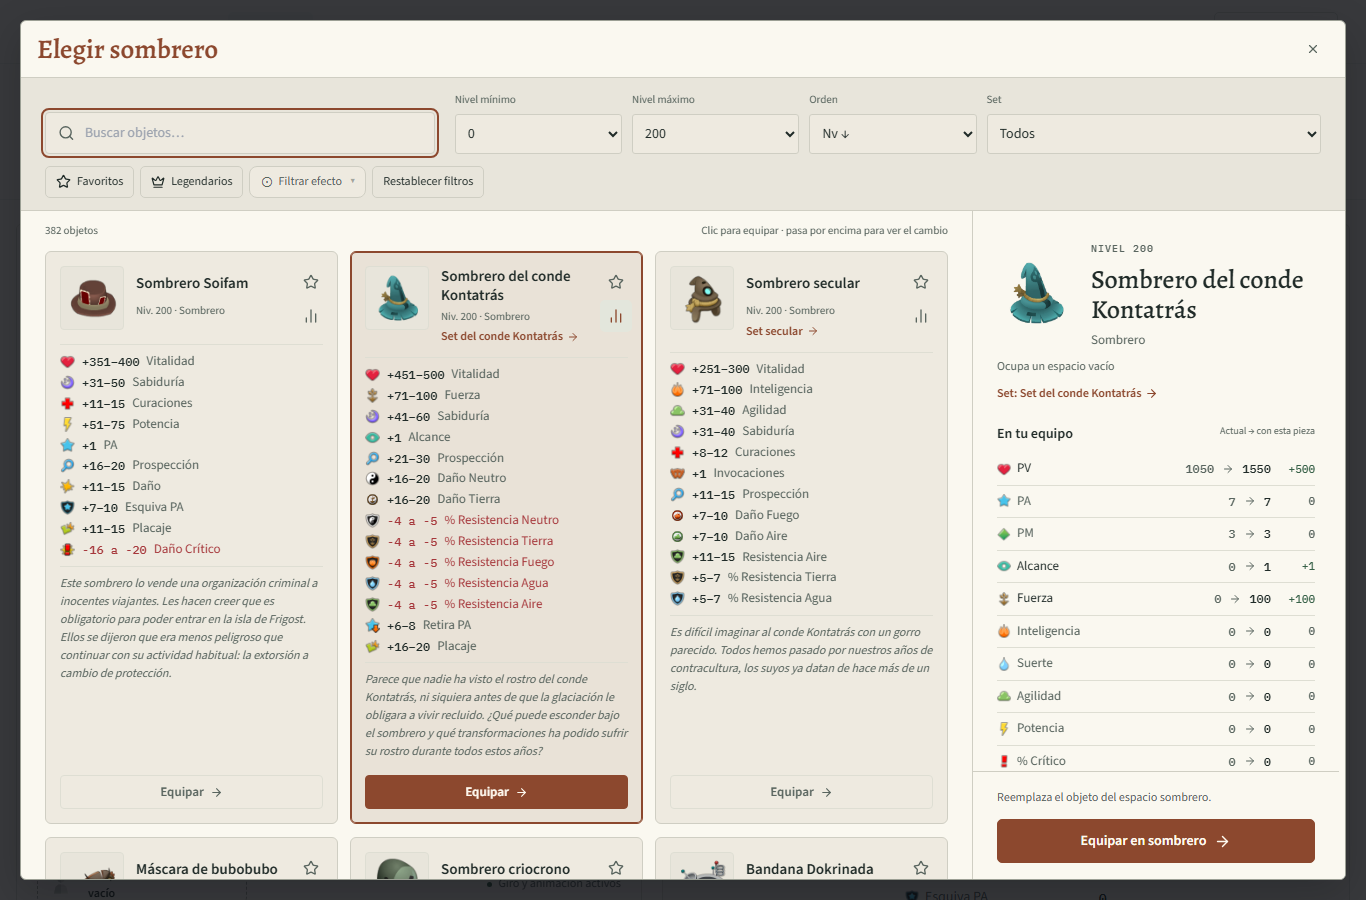 Elegir sombrero
×
Nivel mínimo
Nivel máximo
Orden
Set
Buscar objetos…
0
200
Nv ↓
Todos
Favoritos
Legendarios
Filtrar efecto
Restablecer filtros
382 objetos
Clic para equipar · pasa por encima para ver el cambio
Sombrero Soifam
Niv. 200 · Sombrero
+351–400 Vitalidad
+31–50 Sabiduría
+11–15 Curaciones
+51–75 Potencia
+1 PA
+16–20 Prospección
+11–15 Daño
+7–10 Esquiva PA
+11–15 Placaje
-16 a -20 Daño Crítico
Este sombrero lo vende una organización criminal a
inocentes viajantes. Les hacen creer que es
obligatorio para poder entrar en la isla de Frigost.
Ellos se dijeron que era menos peligroso que
continuar con su actividad habitual: la extorsión a
cambio de protección.
Equipar →
Sombrero del conde
Kontatrás
Niv. 200 · Sombrero
Set del conde Kontatrás →
+451–500 Vitalidad
+71–100 Fuerza
+41–60 Sabiduría
+1 Alcance
+21–30 Prospección
+16–20 Daño Neutro
+16–20 Daño Tierra
-4 a -5 % Resistencia Neutro
-4 a -5 % Resistencia Tierra
-4 a -5 % Resistencia Fuego
-4 a -5 % Resistencia Agua
-4 a -5 % Resistencia Aire
+6–8 Retira PA
+16–20 Placaje
Parece que nadie ha visto el rostro del conde
Kontatrás, ni siquiera antes de que la glaciación le
obligara a vivir recluido. ¿Qué puede esconder bajo
el sombrero y qué transformaciones ha podido sufrir
su rostro durante todos estos años?
Equipar →
Sombrero secular
Niv. 200 · Sombrero
Set secular →
+251–300 Vitalidad
+71–100 Inteligencia
+31–40 Agilidad
+31–40 Sabiduría
+8–12 Curaciones
+1 Invocaciones
+11–15 Prospección
+7–10 Daño Fuego
+7–10 Daño Aire
+11–15 Resistencia Aire
+5–7 % Resistencia Tierra
+5–7 % Resistencia Agua
Es difícil imaginar al conde Kontatrás con un gorro
parecido. Todos hemos pasado por nuestros años de
contracultura, los suyos ya datan de hace más de un
siglo.
Equipar →
Máscara de bubobubo
Sombrero criocrono
Bandana Dokrinada
NIVEL 200
Sombrero del conde
Kontatrás
Sombrero
Ocupa un espacio vacío
Set: Set del conde Kontatrás →
En tu equipo
Actual → con esta pieza
PV 1050 → 1550 +500
PA 7 → 7 0
PM 3 → 3 0
Alcance 0 → 1 +1
Fuerza 0 → 100 +100
Inteligencia 0 → 0 0
Suerte 0 → 0 0
Agilidad 0 → 0 0
Potencia 0 → 0 0
% Crítico 0 → 0 0
Reemplaza el objeto del espacio sombrero.
Equipar en sombrero →
vacío
Giro y animación activos
Esquiva PA 0